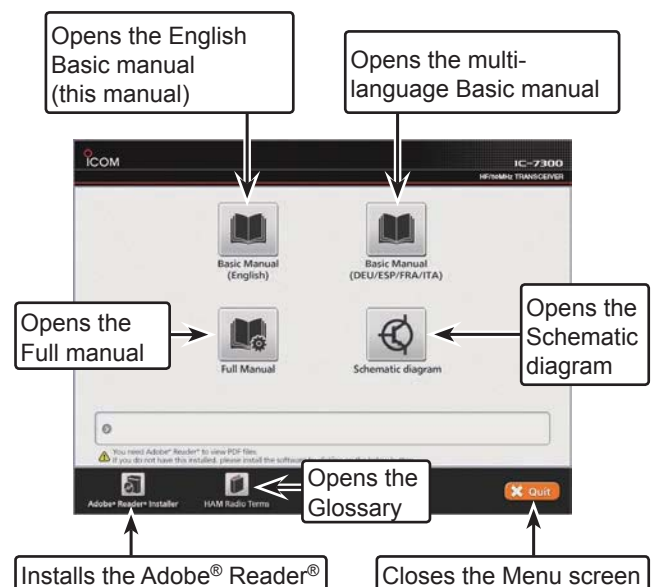 Opens the English
Basic manual
(this manual)
Opens the multi-
language Basic manual
ICOM
IC-7300
HF/50MHz TRANSCEIVER
Basic Manual
(English)
Basic Manual
(DEU/ESP/FRA/ITA)
Opens the
Full manual
Opens the
Schematic
diagram
Full Manual
Schematic diagram
You need Adobe® Reader® to view PDF files.
If you do not have this installed, please install the software
Opens the
Glossary
Adobe® Reader® Installer
HAM Radio Terms
Quit
Installs the Adobe® Reader®
Closes the Menu screen